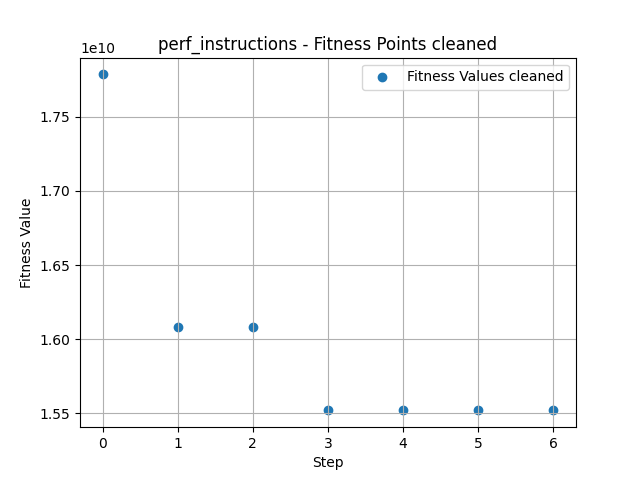 perf_instructions - Fitness Points cleaned
1e10
Fitness Values cleaned
1.75
1.70
1.65
1.60
1.55
Fitness Value
0 1 2 3 4 5 6
Step